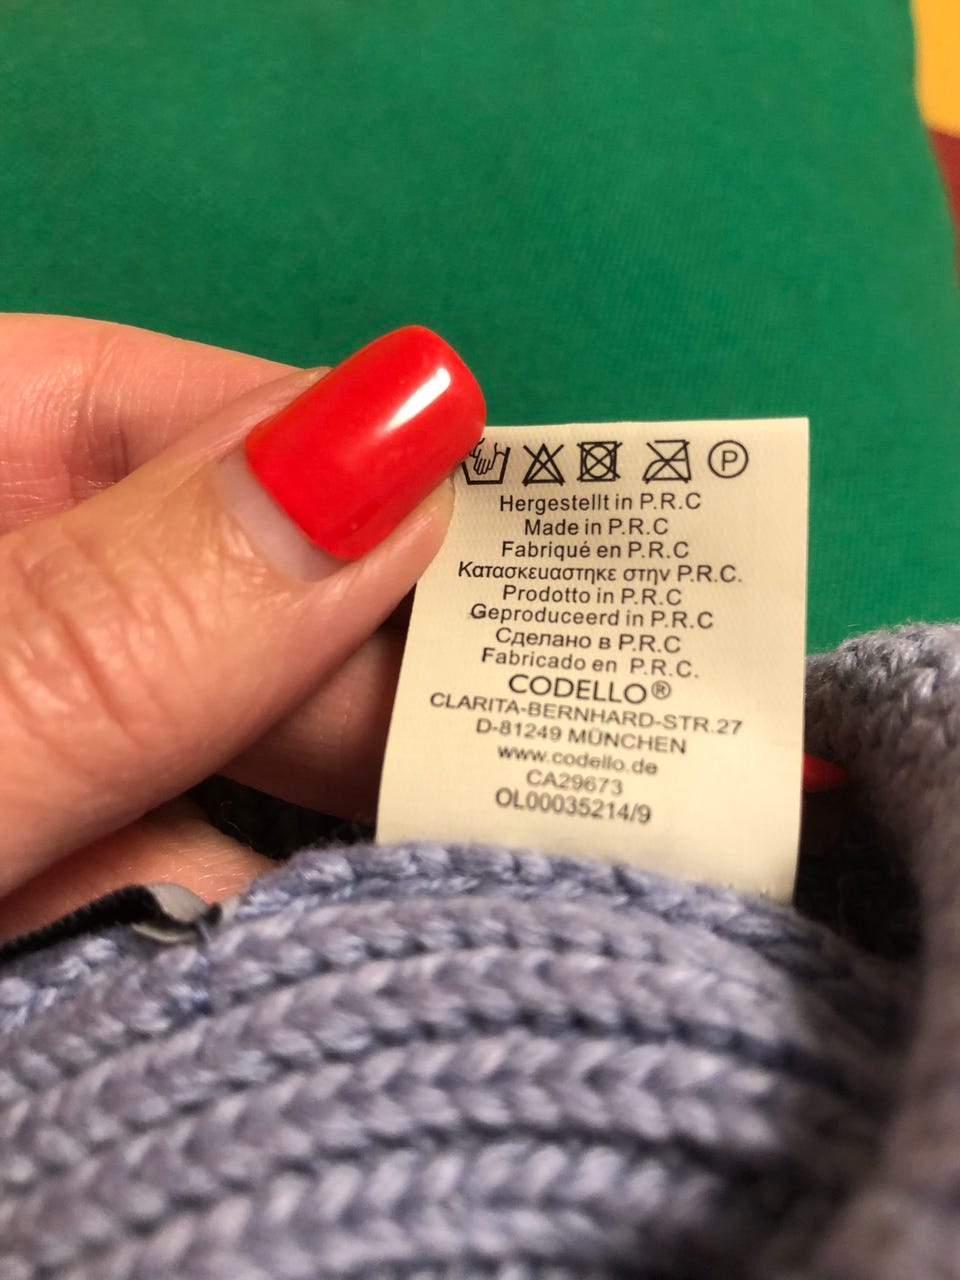 P
Hergestellt in P.R.C
Made in P.R.C
Fabriqué en P.R.C
Κατασκευαστηκε στην P.R.C.
Prodotto in P.R.C
Geproduceerd in P.R.C
Сделано в P.R.C
Fabricado en P.R.C.
CODELLO®
CLARITA-BERNHARD-STR.27
D-81249 MÜNCHEN
www.codello.de
CA29673
OL00035214/9